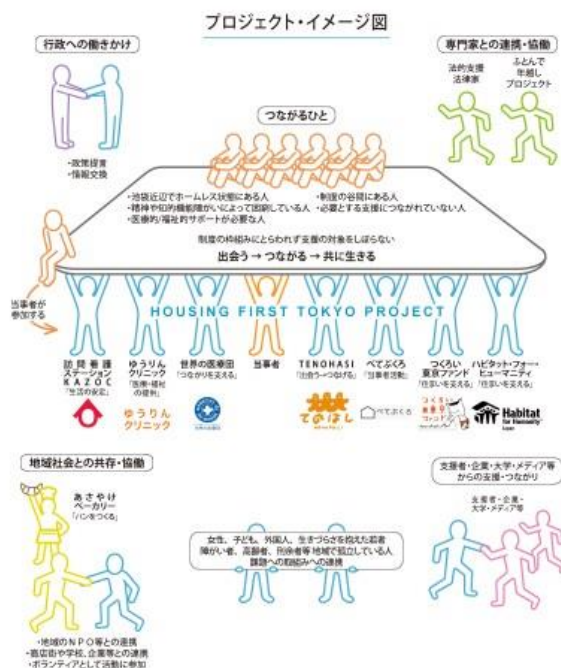 プロジェクト・イメージ図
行政への働きかけ
・政策提言
・情報交換
専門家との連携・協働
法的支援
法律家
ふとんで
年越し
プロジェクト
つながるひと
・池袋近辺でホームレス状態にある人
・精神や知的機能障がいによって困窮している人
・医療的/福祉的サポートが必要な人
・制度の谷間にある人
・必要とする支援につながれていない人
制度の枠組みにとらわれず支援の対象をしぼらない
出会う→つながる→共に生きる
当事者が
参加する
HOUSING FIRST TOKYO PROJECT
訪問看護
ステーション
KAZOC
「生活の安定」
ゆうりん
クリニック
「医療・福祉
の提供」
ゆうりん
クリニック
世界の医療団
「つながりを支える」
当事者
TENOHASI
「出会う→つなげる」
てのはし
べてぶくろ
「当事者活動」
べてぶくろ
つくろい
東京ファンド
「住まいを支える」
つくろい
東京
ファンド
ハビタット・フォー・
ヒューマニティ
「住まいを支える」
Habitat
for Humanity
地域社会との共存・協働
あさやけ
ベーカリー
「パンをつくる」
・地域のNPO等との連携
・商店街や学校、企業等との連携
・ボランティアとして活動に参加
女性、子ども、外国人、生きづらさを抱えた若者
障がい者、高齢者、刑余者等 地域で孤立している人
課題への取組みへの連携
支援者・企業・大学・メディア等
からの支援・つながり
支援者・企業・
大学・メディア等